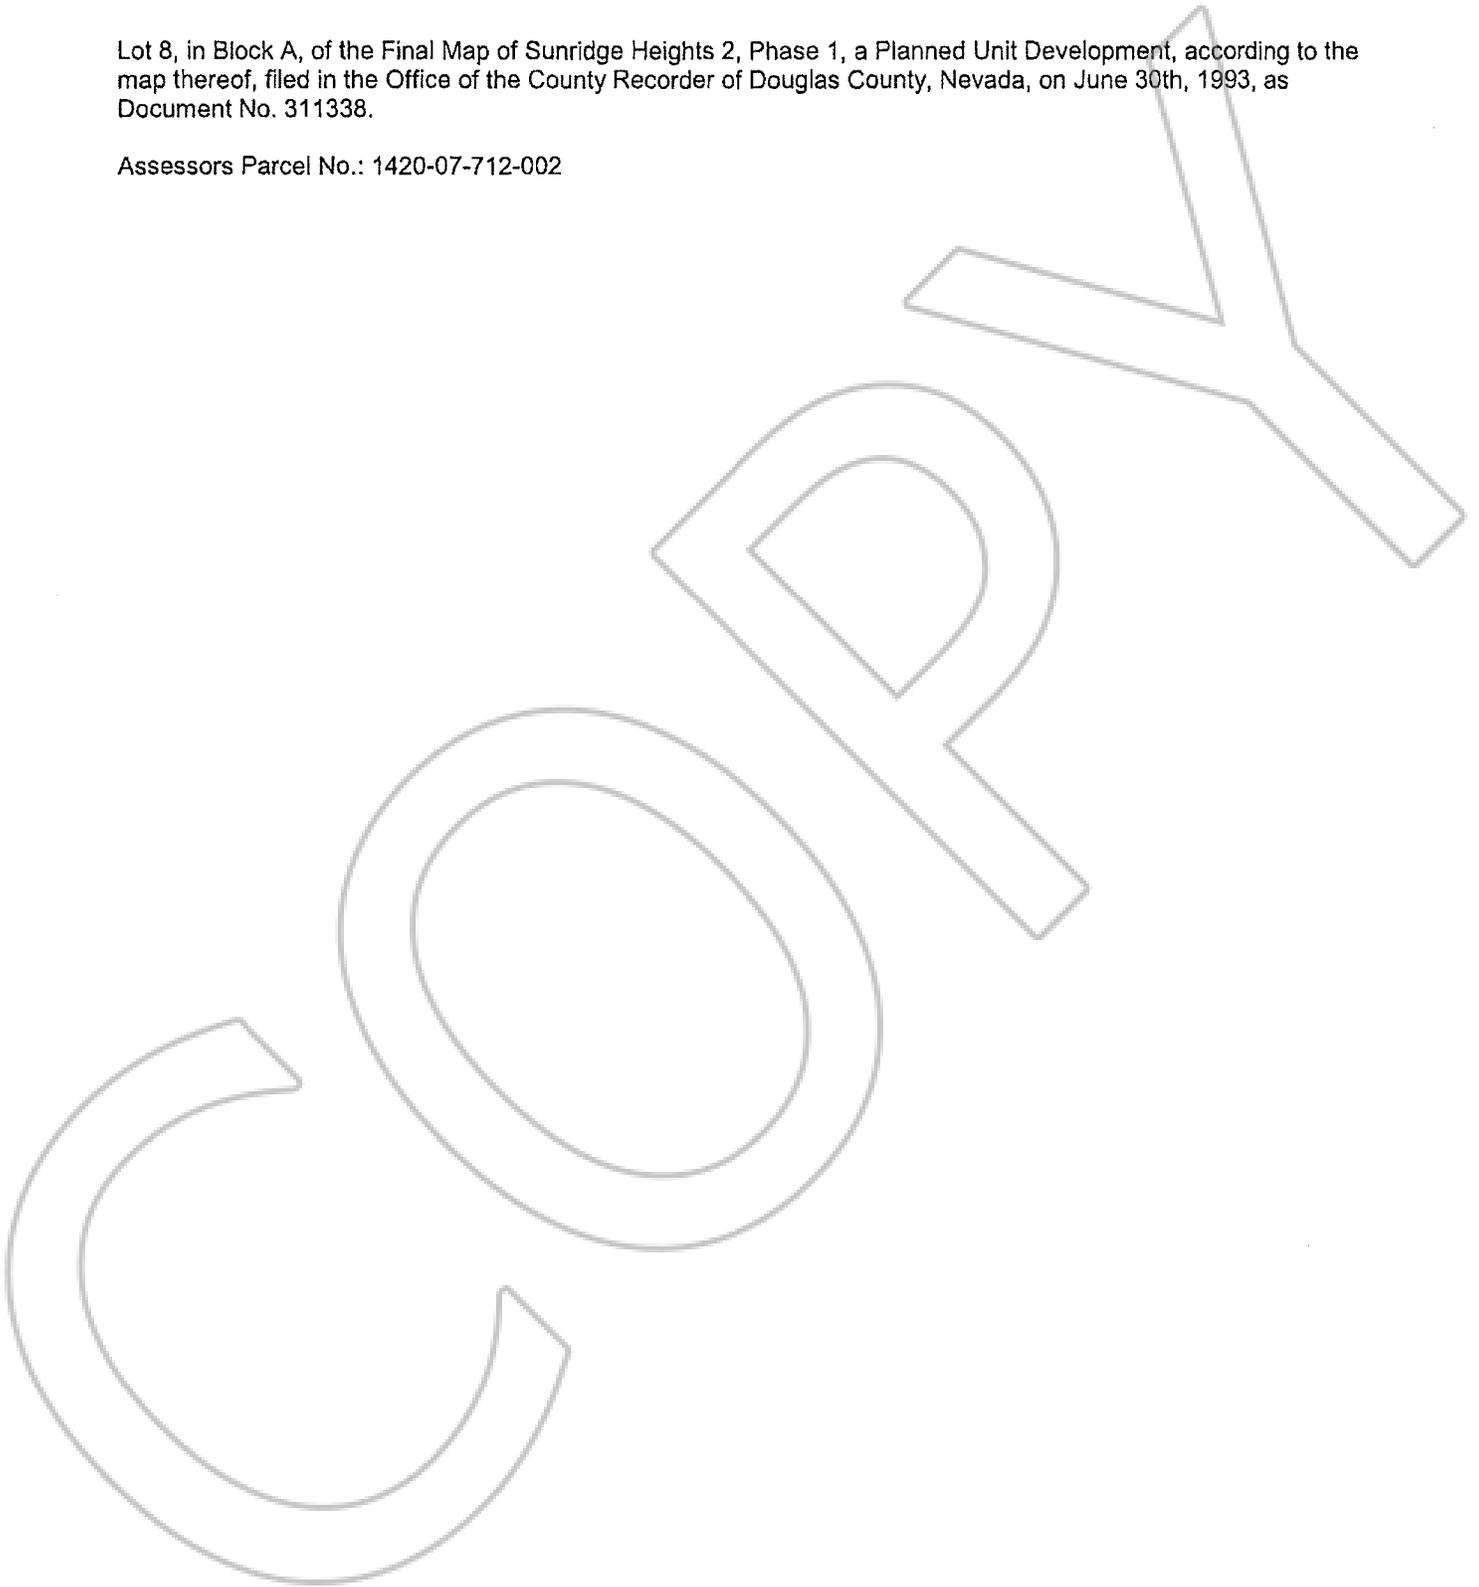 Lot 8, in Block A, of the Final Map of Sunridge Heights 2, Phase 1, a Planned Unit Development, according to the
map thereof, filed in the Office of the County Recorder of Douglas County, Nevada, on June 30th, 1993, as
Document No. 311338.
Assessors Parcel No.: 1420-07-712-002
COPY